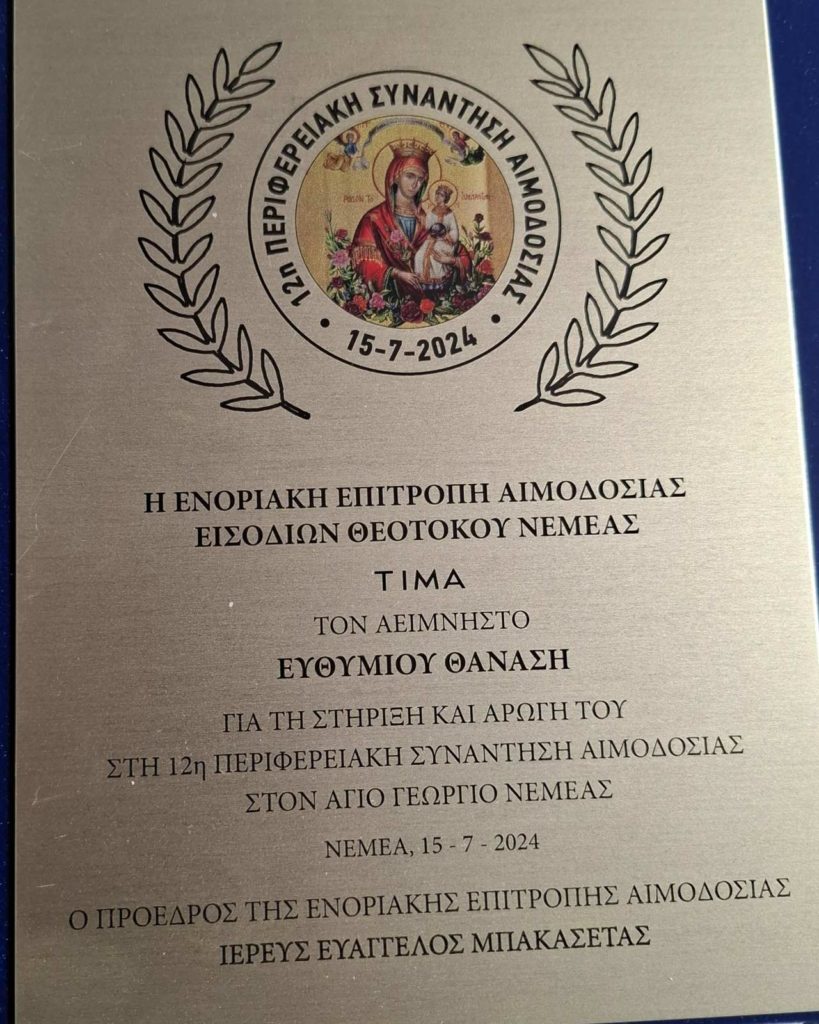 12η ΠΕΡΙΦΕΡΕΙΑΚΗ ΣΥΝΑΝΤΗΣΗ ΑΙΜΟΔΟΣΙΑΣ
• 15-7-2024 •
Η ΕΝΟΡΙΑΚΗ ΕΠΙΤΡΟΠΗ ΑΙΜΟΔΟΣΙΑΣ
ΕΙΣΟΔΙΩΝ ΘΕΟΤΟΚΟΥ ΝΕΜΕΑΣ
ΤΙΜΑ
ΤΟΝ ΑΕΙΜΝΗΣΤΟ
ΕΥΘΥΜΙΟΥ ΘΑΝΑΣΗ
ΓΙΑ ΤΗ ΣΤΗΡΙΞΗ ΚΑΙ ΑΡΩΓΗ ΤΟΥ
ΣΤΗ 12η ΠΕΡΙΦΕΡΕΙΑΚΗ ΣΥΝΑΝΤΗΣΗ ΑΙΜΟΔΟΣΙΑΣ
ΣΤΟΝ ΑΓΙΟ ΓΕΩΡΓΙΟ ΝΕΜΕΑΣ
ΝΕΜΕΑ, 15 - 7 - 2024
Ο ΠΡΟΕΔΡΟΣ ΤΗΣ ΕΝΟΡΙΑΚΗΣ ΕΠΙΤΡΟΠΗΣ ΑΙΜΟΔΟΣΙΑΣ
ΙΕΡΕΥΣ ΕΥΑΓΓΕΛΟΣ ΜΠΑΚΑΣΕΤΑΣ